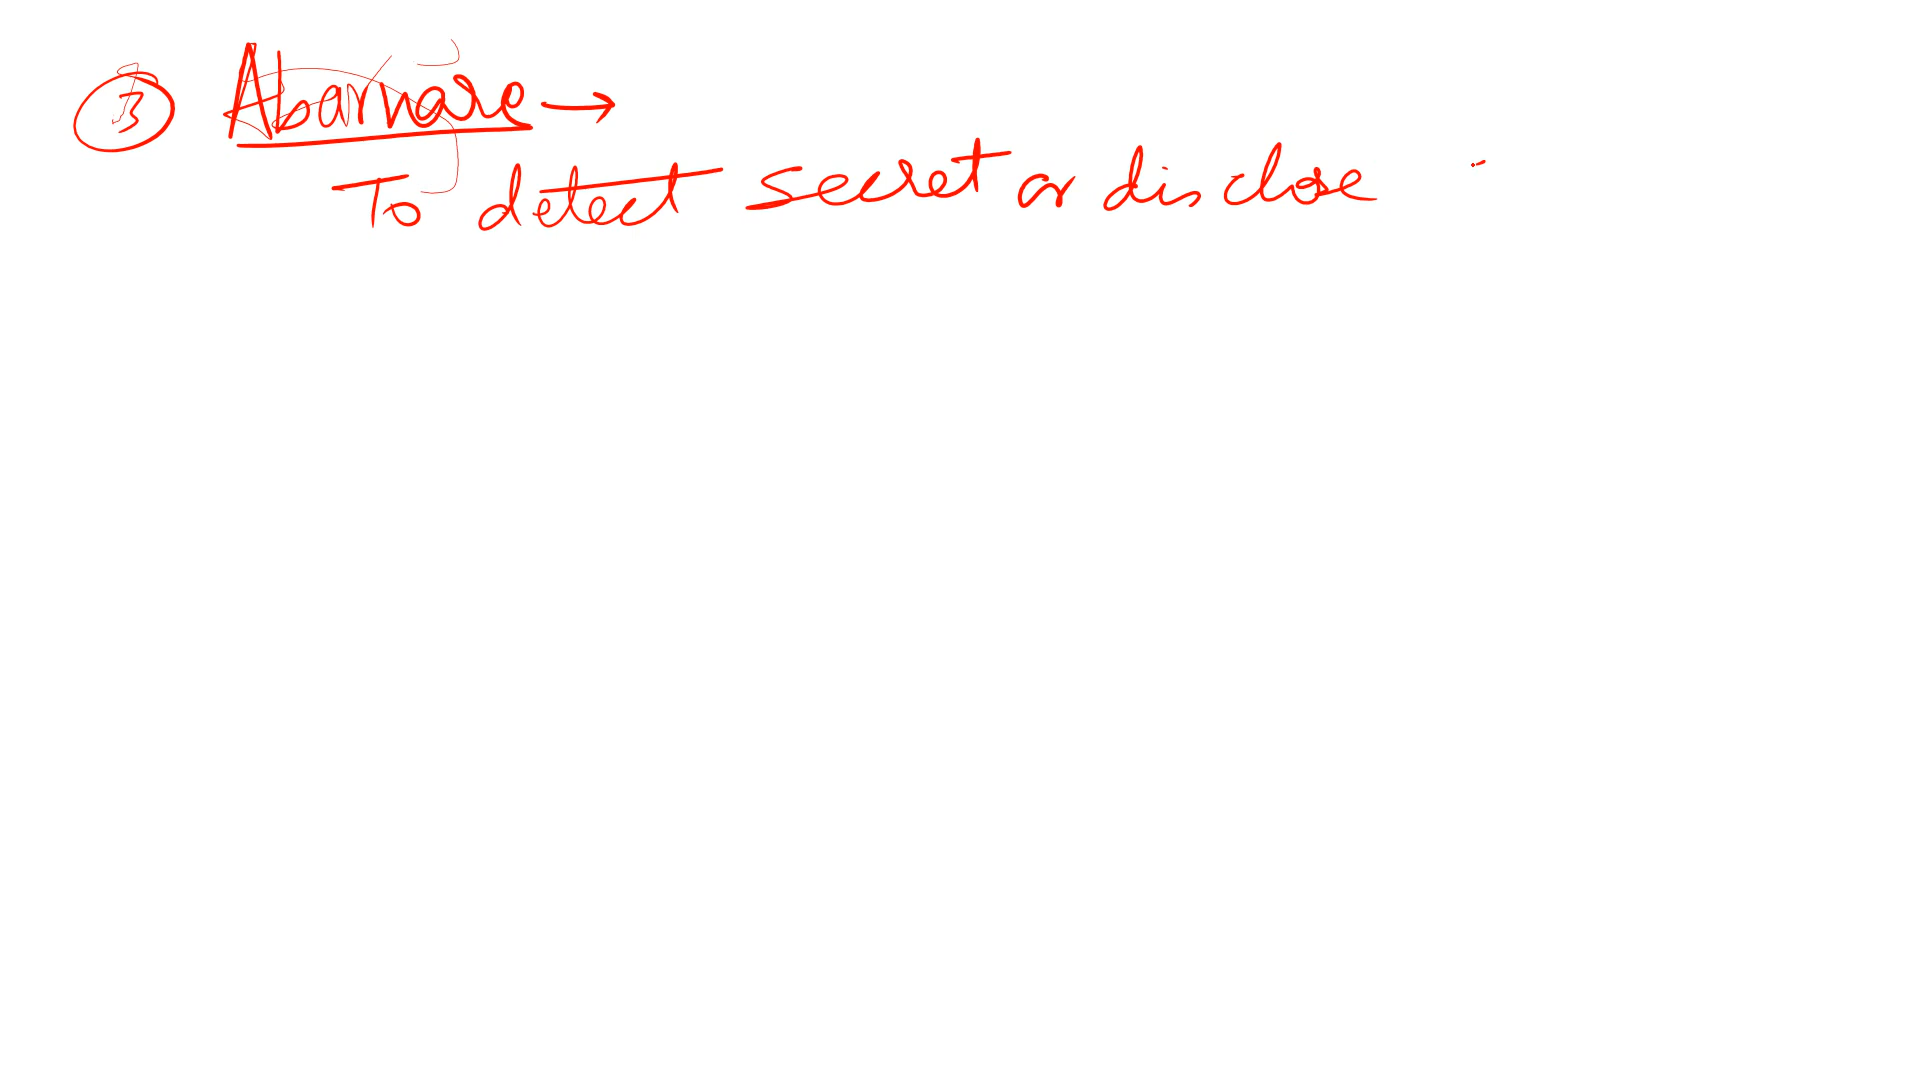 ③ Abarnare →
To detect secret or disclose